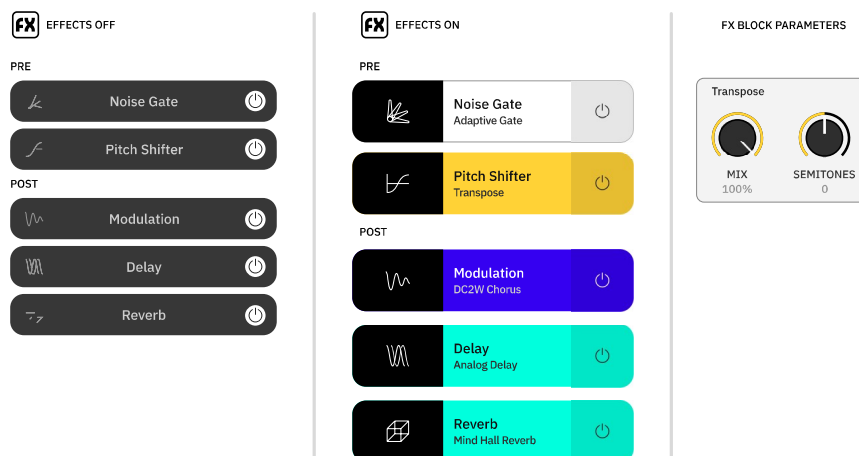 FX EFFECTS OFF
PRE
Noise Gate
Pitch Shifter
POST
Modulation
Delay
Reverb
FX EFFECTS ON
PRE
Noise Gate
Adaptive Gate
Pitch Shifter
Transpose
POST
Modulation
DC2W Chorus
Delay
Analog Delay
Reverb
Mind Hall Reverb
FX BLOCK PARAMETERS
Transpose
MIX
100%
SEMITONES
0